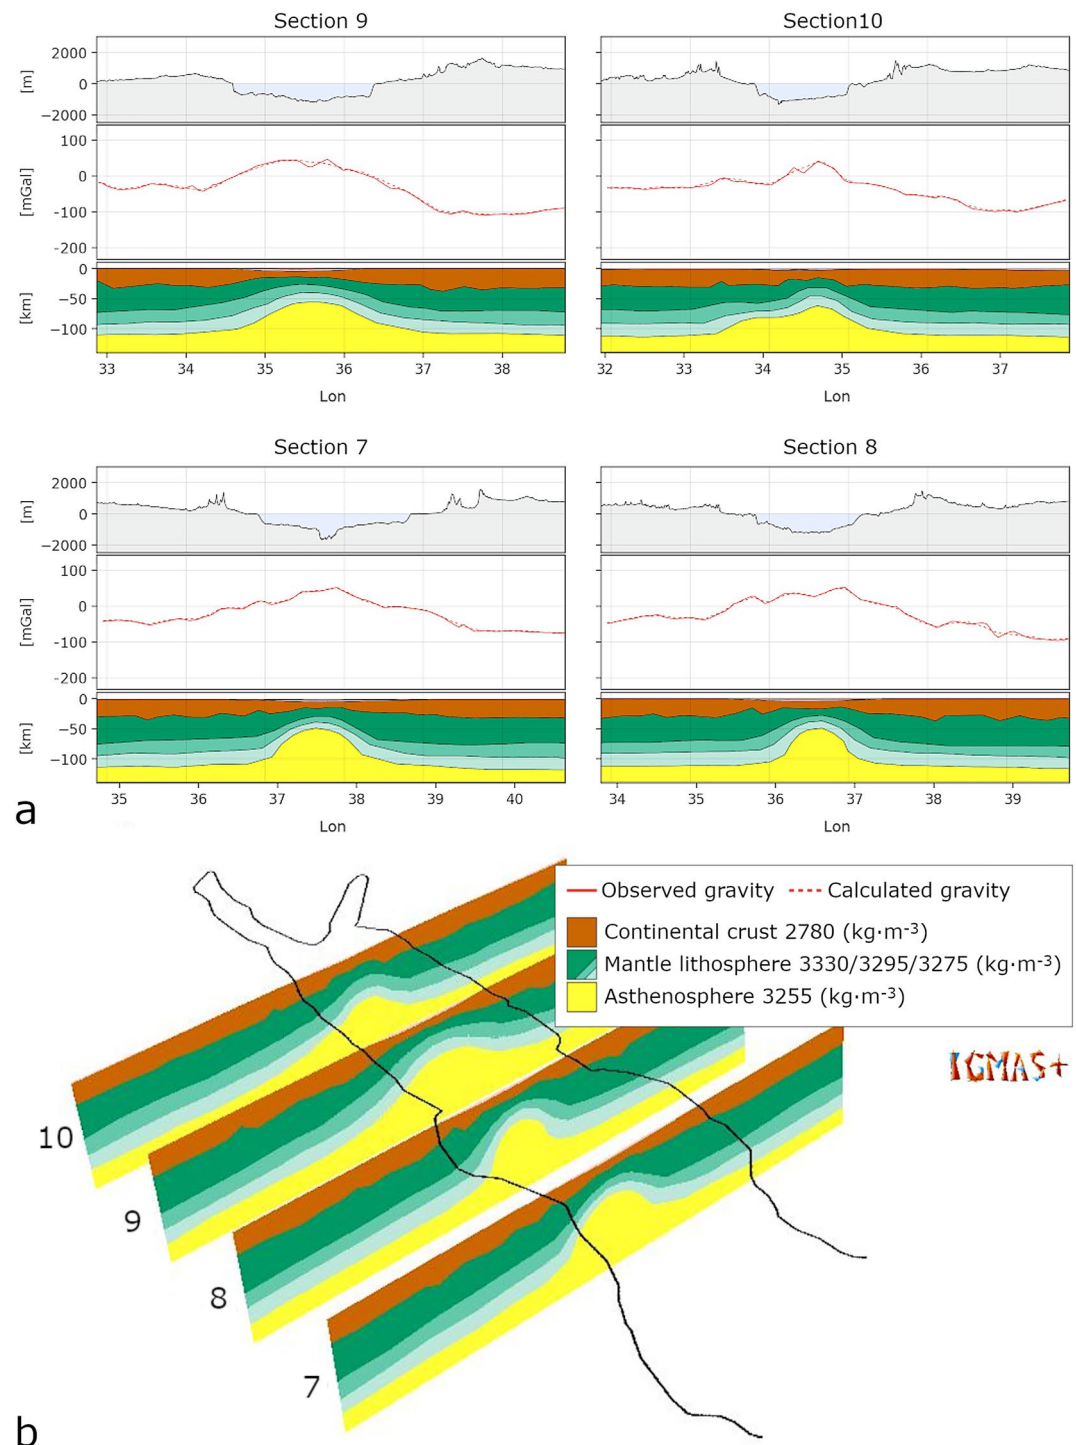 Section 9
Section10
2000
0
−2000
[m]
[m]
100
0
-100
-200
[mGal]
[mGal]
0
−50
−100
[km]
[km]
33 34 35 36 37 38
32 33 34 35 36 37
Lon
Lon
Section 7
Section 8
2000
0
−2000
[m]
[m]
100
0
-100
-200
[mGal]
[mGal]
0
−50
−100
[km]
[km]
35 36 37 38 39 40
34 35 36 37 38 39
Lon
Lon
a
Observed gravity Calculated gravity
Continental crust 2780 (kg·m-3)
Mantle lithosphere 3330/3295/3275 (kg·m-3)
Asthenosphere 3255 (kg·m-3)
IGMAS+
10
9
8
7
b